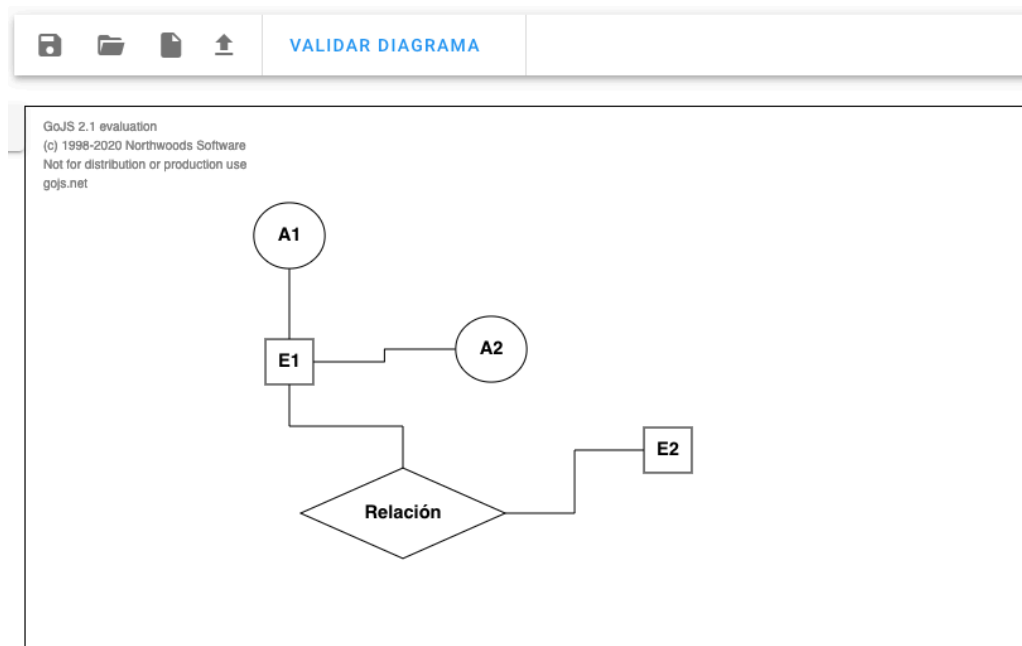 VALIDAR DIAGRAMA
GoJS 2.1 evaluation
(c) 1998-2020 Northwoods Software
Not for distribution or production use
gojs.net
A1
A2
E1
E2
Relación